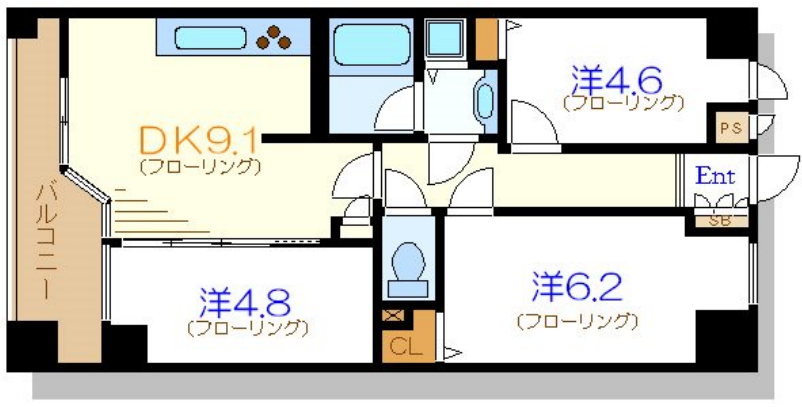 洋4.6
(フローリング)
PS
DK9.1
(フローリング)
Ent
SB
バルコニー
洋4.8
(フローリング)
洋6.2
(フローリング)
CL